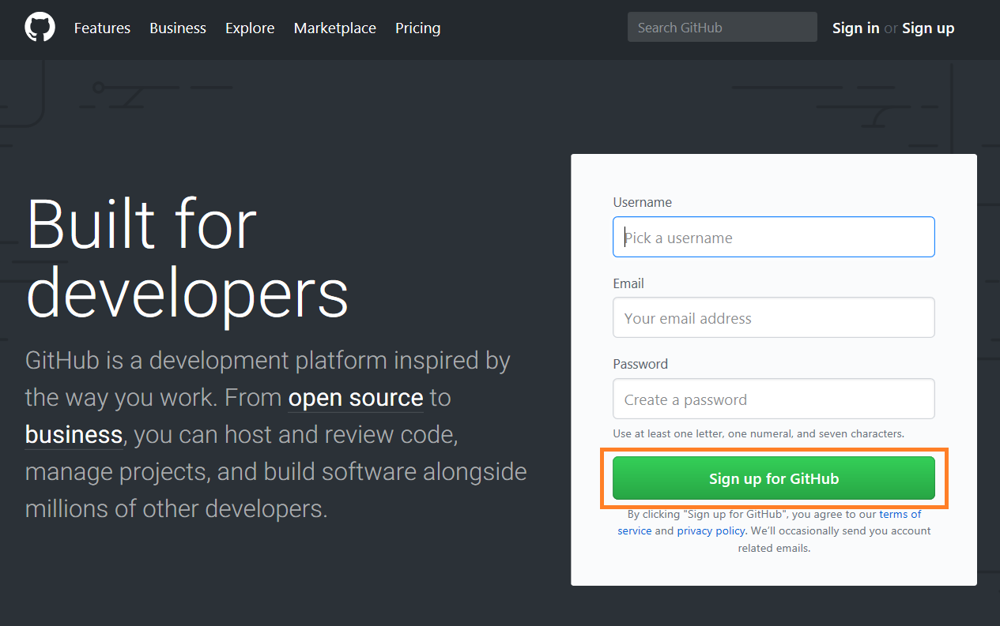 Features Business Explore Marketplace Pricing Search GitHub Sign in or Sign up
Built for
developers
GitHub is a development platform inspired by
the way you work. From open source to
business, you can host and review code,
manage projects, and build software alongside
millions of other developers.
Username
Pick a username
Email
Your email address
Password
Create a password
Use at least one letter, one numeral, and seven characters.
Sign up for GitHub
By clicking "Sign up for GitHub", you agree to our terms of
service and privacy policy. We'll occasionally send you account
related emails.